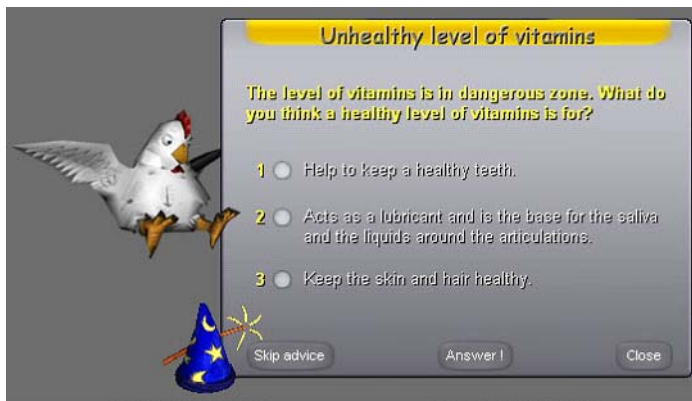 Unhealthy level of vitamins
The level of vitamins is in dangerous zone. What do
you think a healthy level of vitamins is for?
1 Help to keep a healthy teeth.
2 Acts as a lubricant and is the base for the saliva
and the liquids around the articulations.
3 Keep the skin and hair healthy.
Skip advice Answer ! Close